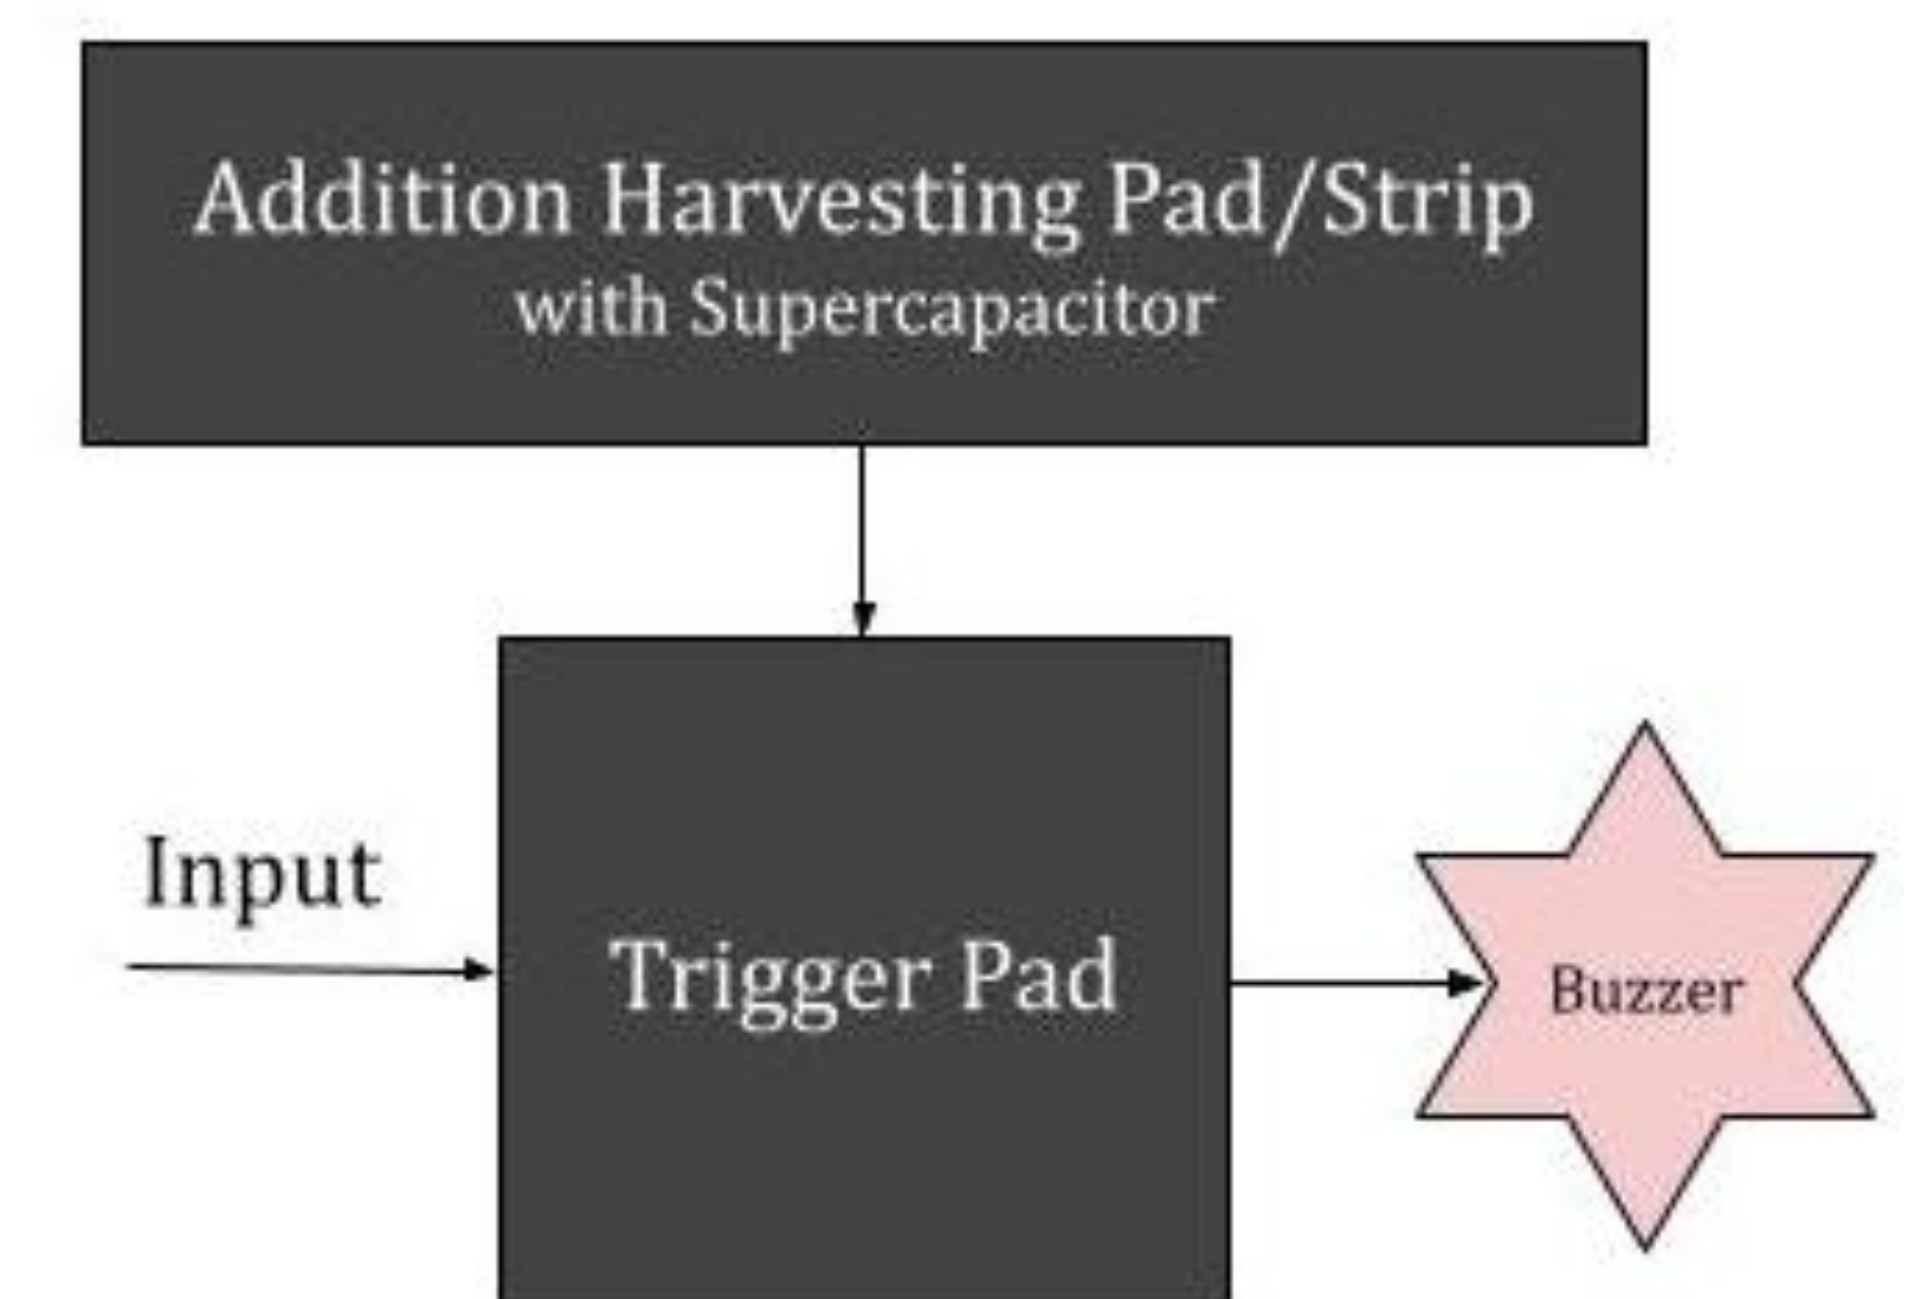 Addition Harvesting Pad/Strip
with Supercapacitor
Input
Trigger Pad
Buzzer